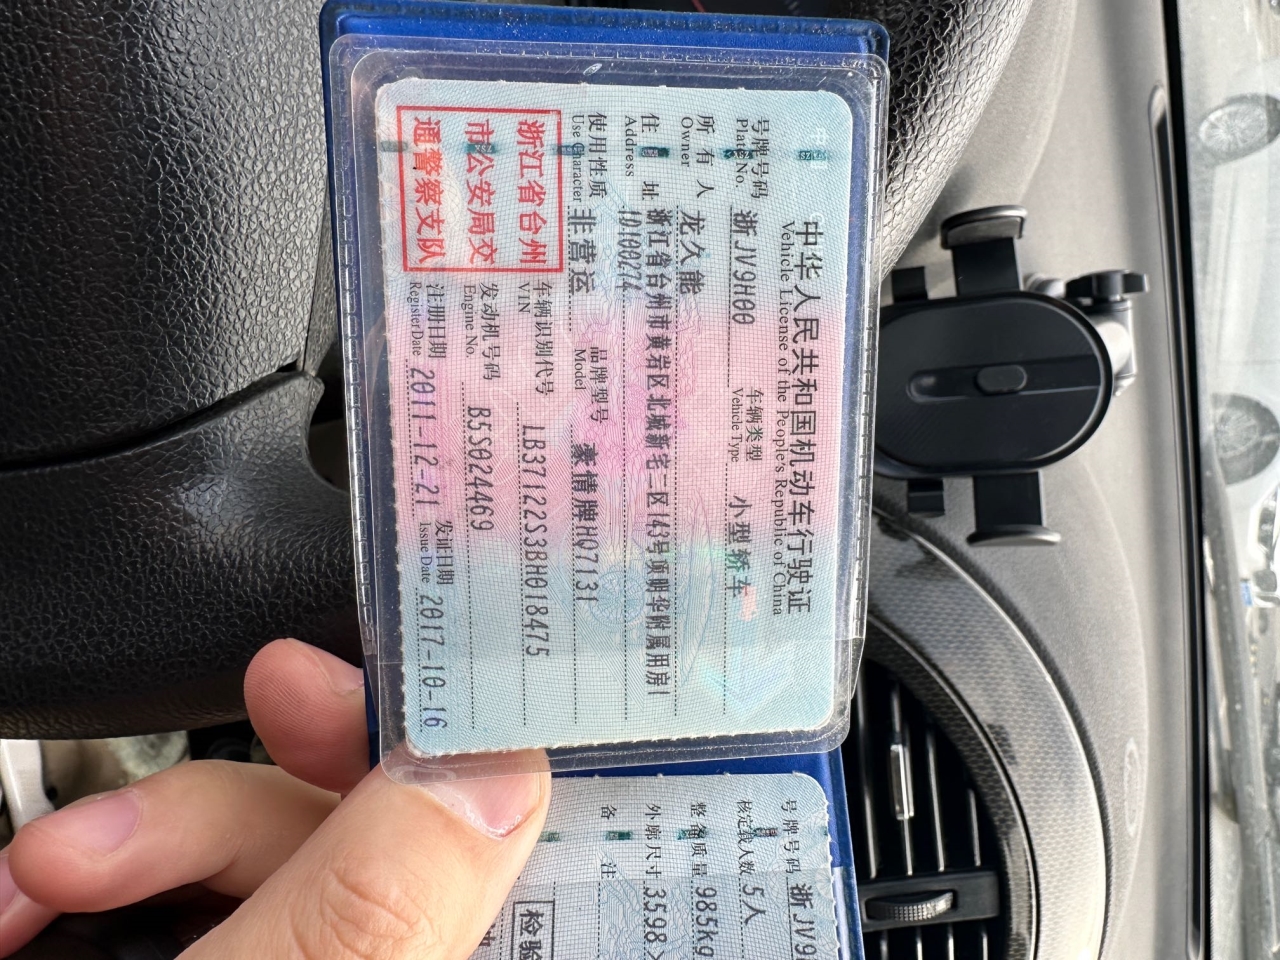 中华人民共和国机动车行驶证
Vehicle License of the People's Republic of China
号牌号码 浙JV9H00 车辆类型 小型轿车
Plate No. Vehicle Type
所有人 龙久能
Owner
住址 浙江省台州市黄岩区北城新宅二区143号项明华附属用房1
Address 1D100274
使用性质 非营运 品牌型号 豪情牌HQ7131
Use Character Model
浙江省台州
市公安局交
通警察支队
车辆识别代号 LB37122S3BH018475
VIN
发动机号码 B5S024469
Engine No.
注册日期 2011-12-21 发证日期 2017-10-16
Register Date Issue Date
号牌号码 浙JV9
核定载人数 5人
整备质量 985kg
外廓尺寸 3598
备注
检验